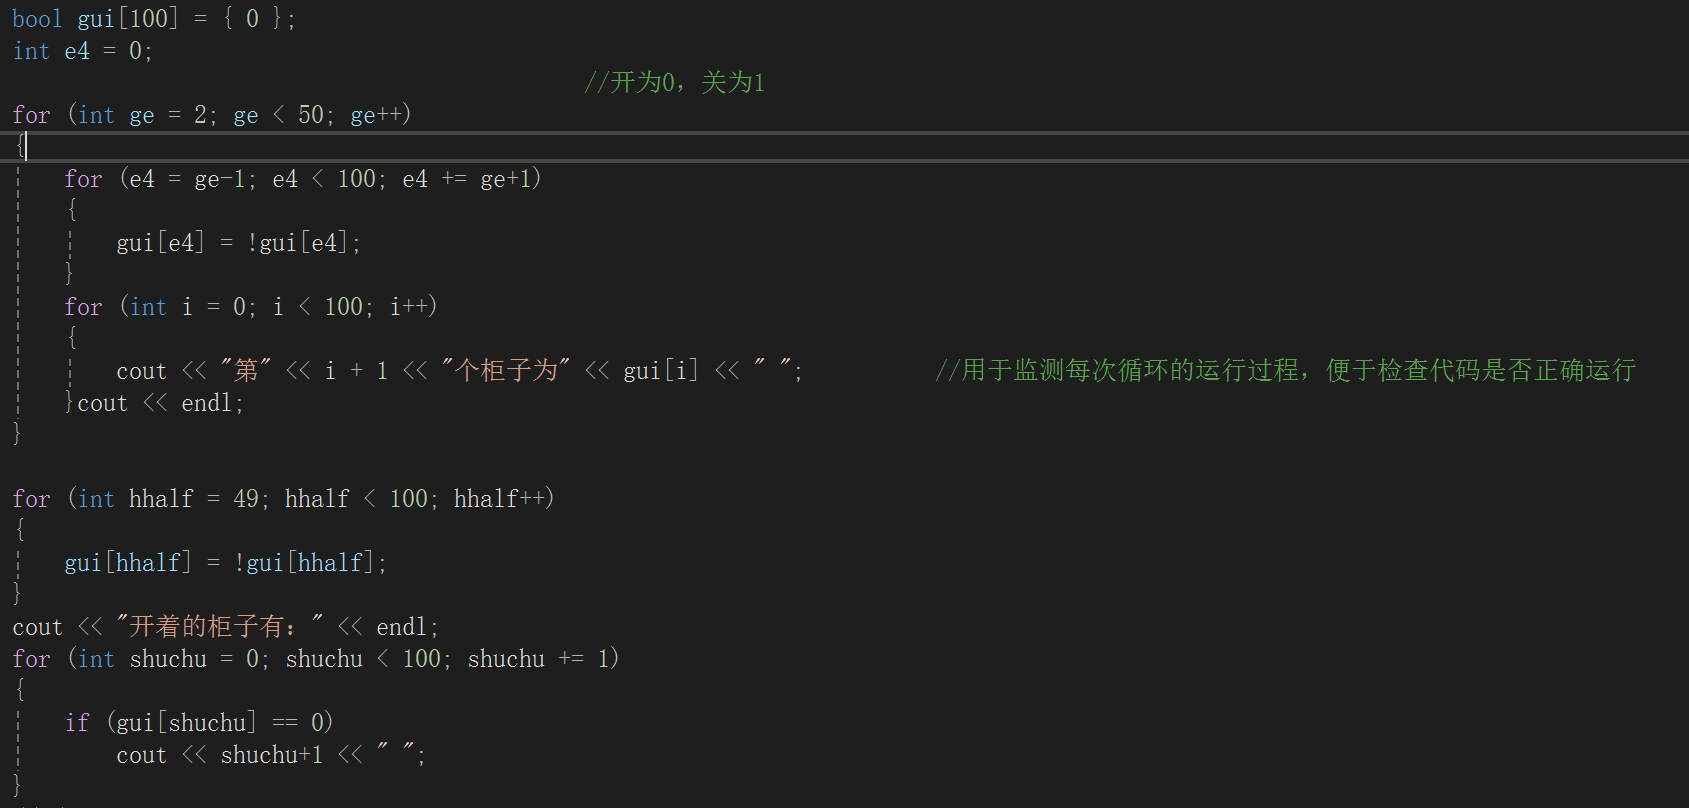 bool gui[100] = { 0 };
int e4 = 0;
//开为0，关为1
for (int ge = 2; ge < 50; ge++)
{
for (e4 = ge-1; e4 < 100; e4 += ge+1)
{
gui[e4] = !gui[e4];
}
for (int i = 0; i < 100; i++)
{
cout << "第" << i + 1 << "个柜子为" << gui[i] << " "; //用于监测每次循环的运行过程，便于检查代码是否正确运行
}cout << endl;
}
for (int hhalf = 49; hhalf < 100; hhalf++)
{
gui[hhalf] = !gui[hhalf];
}
cout << "开着的柜子有：" << endl;
for (int shuchu = 0; shuchu < 100; shuchu += 1)
{
if (gui[shuchu] == 0)
cout << shuchu+1 << " ";
}